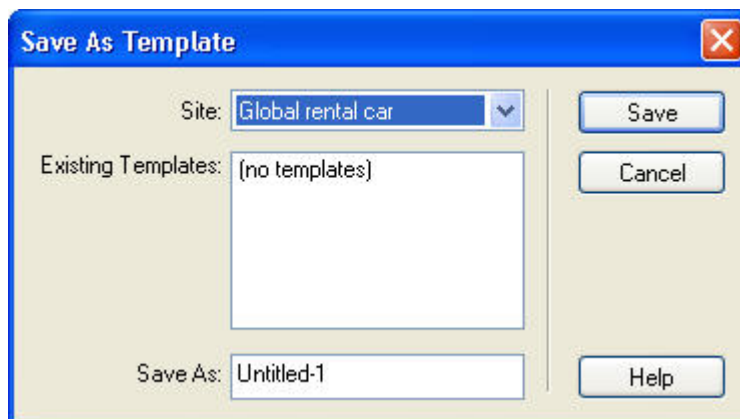 Save As Template
Site: Global rental car
Save
Existing Templates: (no templates)
Cancel
Save As: Untitled-1
Help